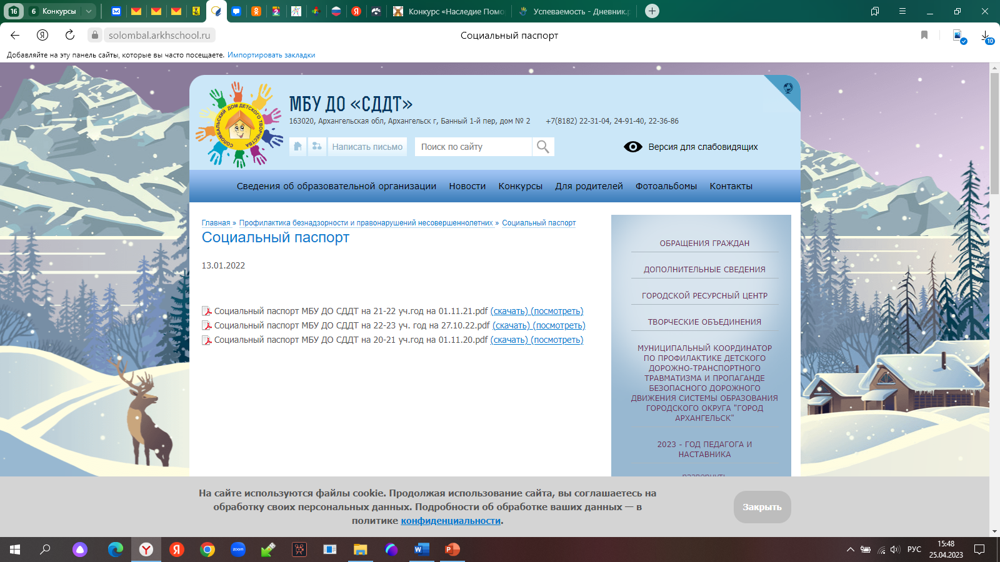 16
6 Конкурсы
Конкурс «Наследие Помо
Успеваемость - Дневник.р
solombal.arkhschool.ru
Социальный паспорт
10
Добавляйте на эту панель сайты, которые вы часто посещаете. Импортировать закладки
СОЛОМБАЛЬСКИЙ ДОМ ДЕТСКОГО ТВОРЧЕСТВА
МБУ ДО «СДДТ»
163020, Архангельская обл, Архангельск г, Банный 1-й пер, дом № 2 +7(8182) 22-31-04, 24-91-40, 22-36-86
Написать письмо
Поиск по сайту
Версия для слабовидящих
Сведения об образовательной организации Новости Конкурсы Для родителей Фотоальбомы Контакты
Главная » Профилактика безнадзорности и правонарушений несовершеннолетних » Социальный паспорт
Социальный паспорт
13.01.2022
Социальный паспорт МБУ ДО СДДТ на 21-22 уч.год на 01.11.21.pdf (скачать) (посмотреть)
Социальный паспорт МБУ ДО СДДТ на 22-23 уч. год на 27.10.22.pdf (скачать) (посмотреть)
Социальный паспорт МБУ ДО СДДТ на 20-21 уч.год на 01.11.20.pdf (скачать) (посмотреть)
ОБРАЩЕНИЯ ГРАЖДАН
ДОПОЛНИТЕЛЬНЫЕ СВЕДЕНИЯ
ГОРОДСКОЙ РЕСУРСНЫЙ ЦЕНТР
ТВОРЧЕСКИЕ ОБЪЕДИНЕНИЯ
МУНИЦИПАЛЬНЫЙ КООРДИНАТОР
ПО ПРОФИЛАКТИКЕ ДЕТСКОГО
ДОРОЖНО-ТРАНСПОРТНОГО
ТРАВМАТИЗМА И ПРОПАГАНДЕ
БЕЗОПАСНОГО ДОРОЖНОГО
ДВИЖЕНИЯ СИСТЕМЫ ОБРАЗОВАНИЯ
ГОРОДСКОГО ОКРУГА "ГОРОД
АРХАНГЕЛЬСК"
2023 - ГОД ПЕДАГОГА И
НАСТАВНИКА
На сайте используются файлы cookie. Продолжая использование сайта, вы соглашаетесь на
обработку своих персональных данных. Подробности об обработке ваших данных — в
политике конфиденциальности.
Закрыть
zoom
РУС
15:48
25.04.2023